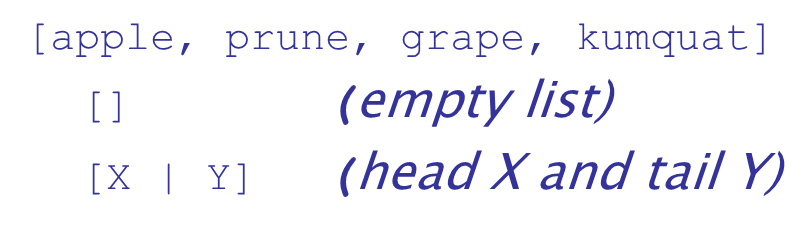 [apple, prune, grape, kumquat]
[] (empty list)
[X | Y] (head X and tail Y)